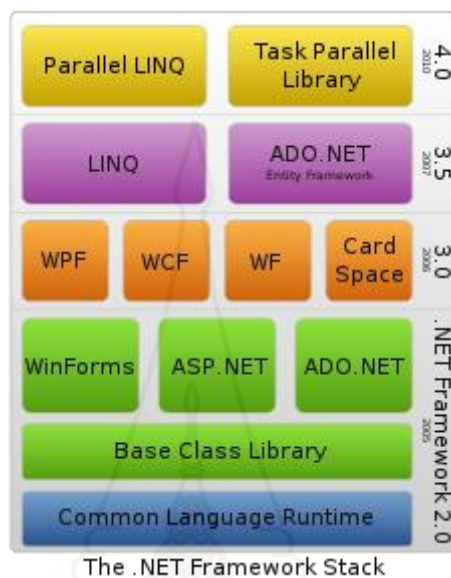 Parallel LINQ
Task Parallel
Library
4.0
2010
LINQ
ADO.NET
Entity Framework
3.5
2007
WPF
WCF
WF
Card
Space
3.0
2006
WinForms
ASP.NET
ADO.NET
Base Class Library
Common Language Runtime
.NET Framework 2.0
2005
The .NET Framework Stack